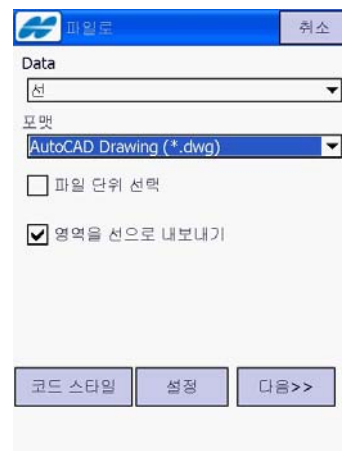 파일로
취소
Data
선
포맷
AutoCAD Drawing (*.dwg)
파일 단위 선택
영역을 선으로 내보내기
코드 스타일
설정
다음>>